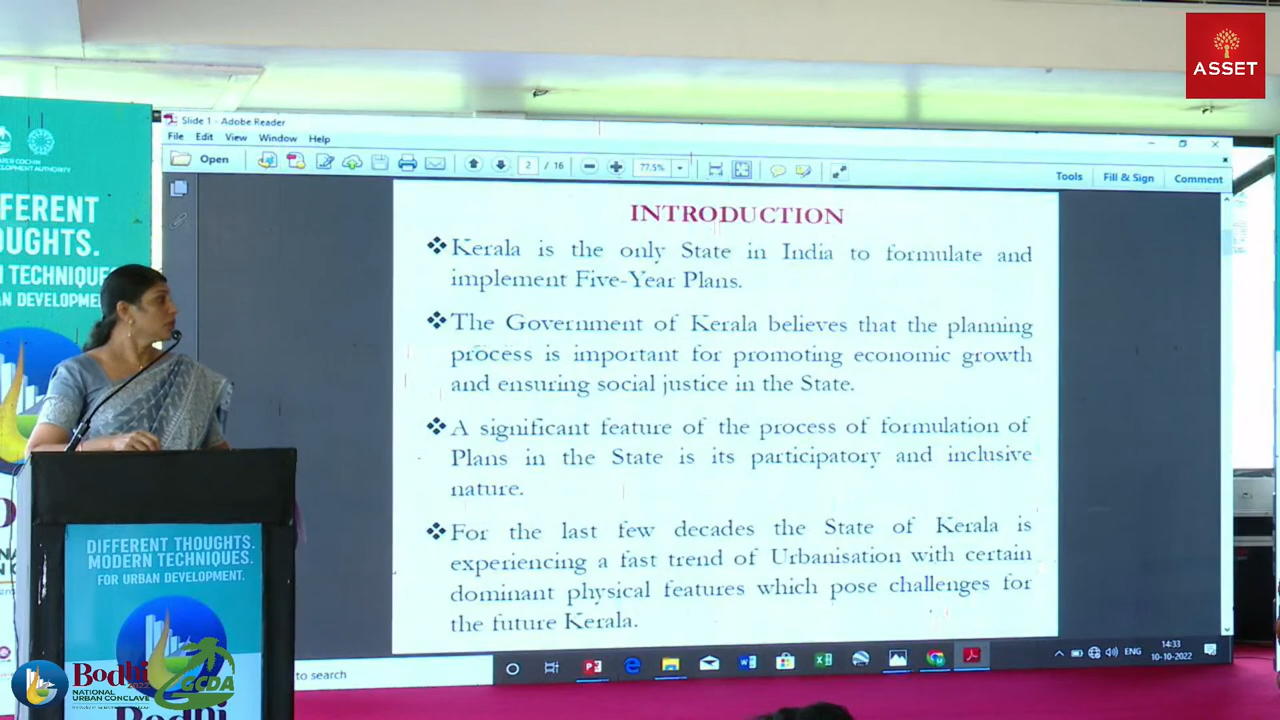 ASSET
Slide 1 - Adobe Reader
File Edit View Window Help
Open
2 / 16
77.5%
Tools Fill & Sign Comment
INTRODUCTION
Kerala is the only State in India to formulate and
implement Five-Year Plans.
The Government of Kerala believes that the planning
process is important for promoting economic growth
and ensuring social justice in the State.
A significant feature of the process of formulation of
Plans in the State is its participatory and inclusive
nature.
For the last few decades the State of Kerala is
experiencing a fast trend of Urbanisation with certain
dominant physical features which pose challenges for
the future Kerala.
to search
ENG
14:33
10-10-2022
DIFFERENT THOUGHTS.
MODERN TECHNIQUES.
FOR URBAN DEVELOPMENT.
Bodhi
2022
NATIONAL
URBAN CONCLAVE
GCDA
Bodhi